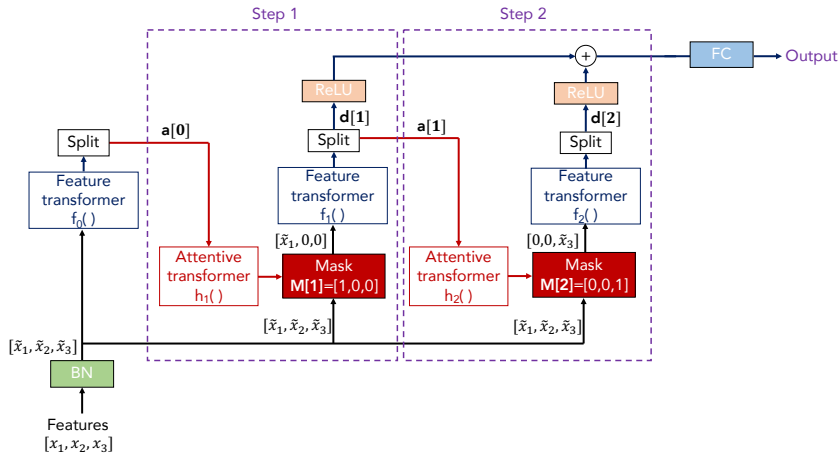 Step 1
Step 2
FC
Output
ReLU
ReLU
d[1]
d[2]
Split
a[0]
Split
a[1]
Split
Feature
transformer
f₀( )
Feature
transformer
f₁( )
Feature
transformer
f₂( )
[x̃₁,0,0]
[0,0,x̃₃]
Attentive
transformer
h₁( )
Mask
M[1]=[1,0,0]
Attentive
transformer
h₂( )
Mask
M[2]=[0,0,1]
[x̃₁, x̃₂, x̃₃]
[x̃₁, x̃₂, x̃₃]
[x̃₁, x̃₂, x̃₃]
BN
Features
[x₁, x₂, x₃]